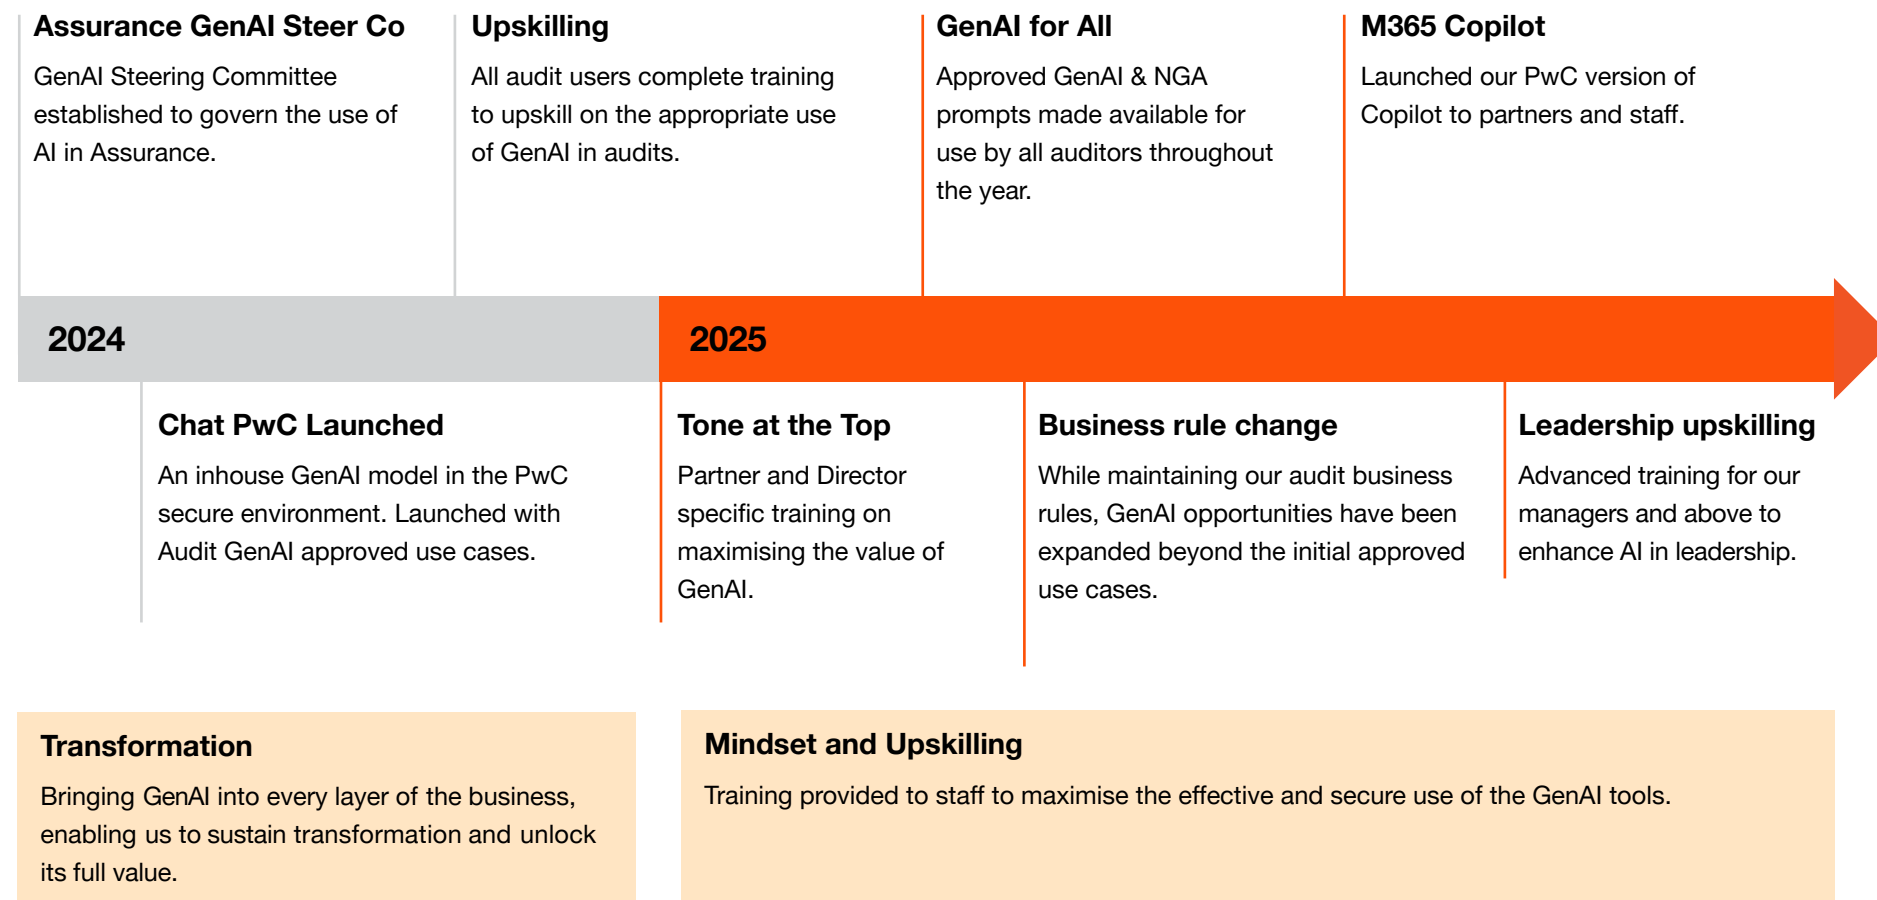 Assurance GenAI Steer Co
GenAI Steering Committee
established to govern the use of
AI in Assurance.
Upskilling
All audit users complete training
to upskill on the appropriate use
of GenAI in audits.
GenAI for All
Approved GenAI & NGA
prompts made available for
use by all auditors throughout
the year.
M365 Copilot
Launched our PwC version of
Copilot to partners and staff.
2024
2025
Chat PwC Launched
An inhouse GenAI model in the PwC
secure environment. Launched with
Audit GenAI approved use cases.
Tone at the Top
Partner and Director
specific training on
maximising the value of
GenAI.
Business rule change
While maintaining our audit business
rules, GenAI opportunities have been
expanded beyond the initial approved
use cases.
Leadership upskilling
Advanced training for our
managers and above to
enhance AI in leadership.
Transformation
Bringing GenAI into every layer of the business,
enabling us to sustain transformation and unlock
its full value.
Mindset and Upskilling
Training provided to staff to maximise the effective and secure use of the GenAI tools.